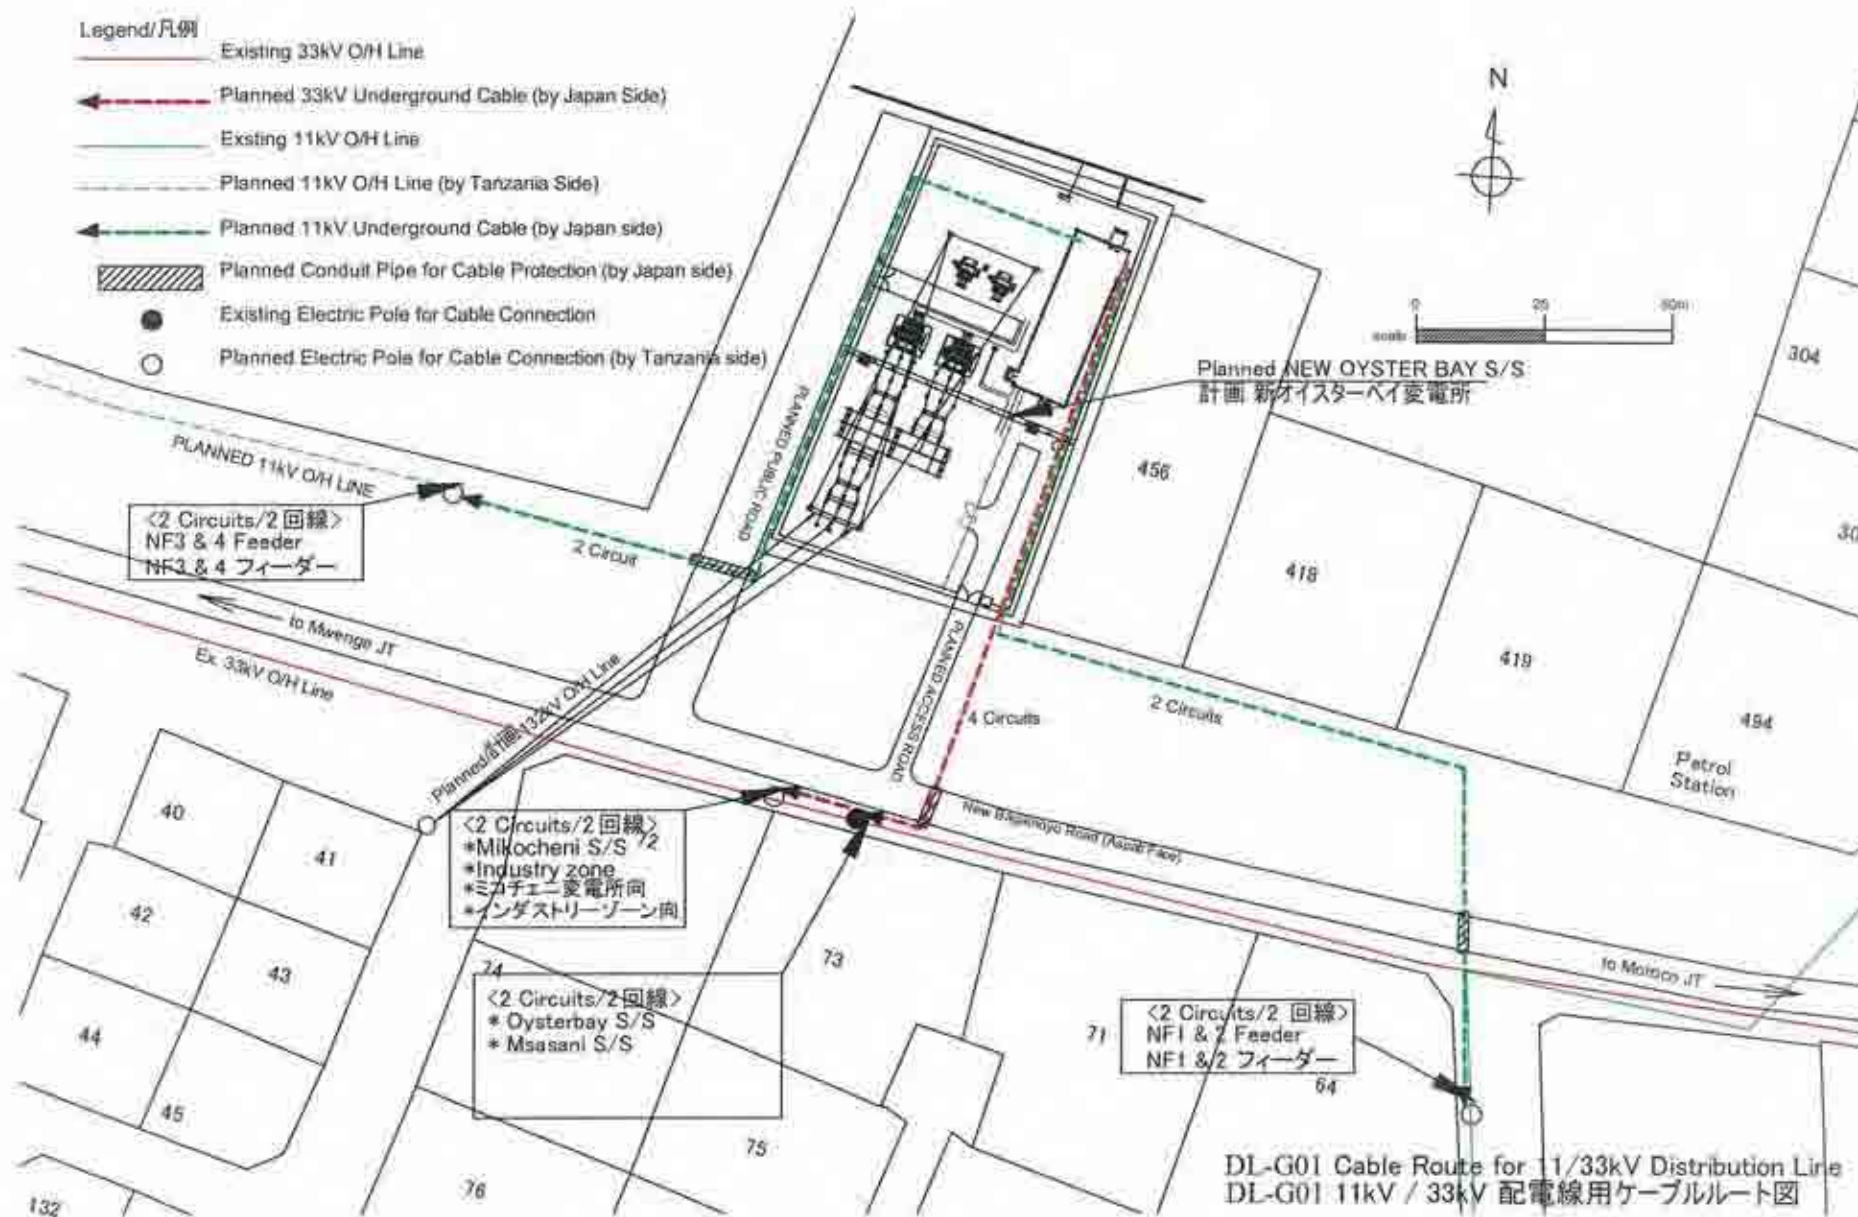 Legend/凡例
Existing 33kV O/H Line
Planned 33kV Underground Cable (by Japan Side)
Exsting 11kV O/H Line
Planned 11kV O/H Line (by Tanzania Side)
Planned 11kV Underground Cable (by Japan side)
Planned Conduit Pipe for Cable Protection (by Japan side)
Existing Electric Pole for Cable Connection
Planned Electric Pole for Cable Connection (by Tanzania side)
N
0 25 50m
scale
304
Planned NEW OYSTER BAY S/S
計画 新オイスターベイ変電所
PLANNED PUBLIC ROAD
456
PLANNED 11kV O/H LINE
<2 Circuits/2 回線>
NF3 & 4 Feeder
NF3 & 4 フィーダー
2 Circuit
30
418
419
494
to Mwenge JT
Ex. 33kV O/H Line
Planned/計画 132kV O/H Line
PLANNED ACCESS ROAD
4 Circuits
2 Circuits
Petrol
Station
40
41
42
43
44
45
132
<2 Circuits/2 回線>
*Mikocheni S/S
*Industry zone
*ミコチェニ変電所向
*インダストリーゾーン向
72
New Bagamoyo Road
73
74
<2 Circuits/2 回線>
* Oysterbay S/S
* Msasani S/S
75
76
71
<2 Circuits/2 回線>
NF1 & 2 Feeder
NF1 & 2 フィーダー
64
to Moroco JT
DL-G01 Cable Route for 11/33kV Distribution Line
DL-G01 11kV / 33kV 配電線用ケーブルルート図